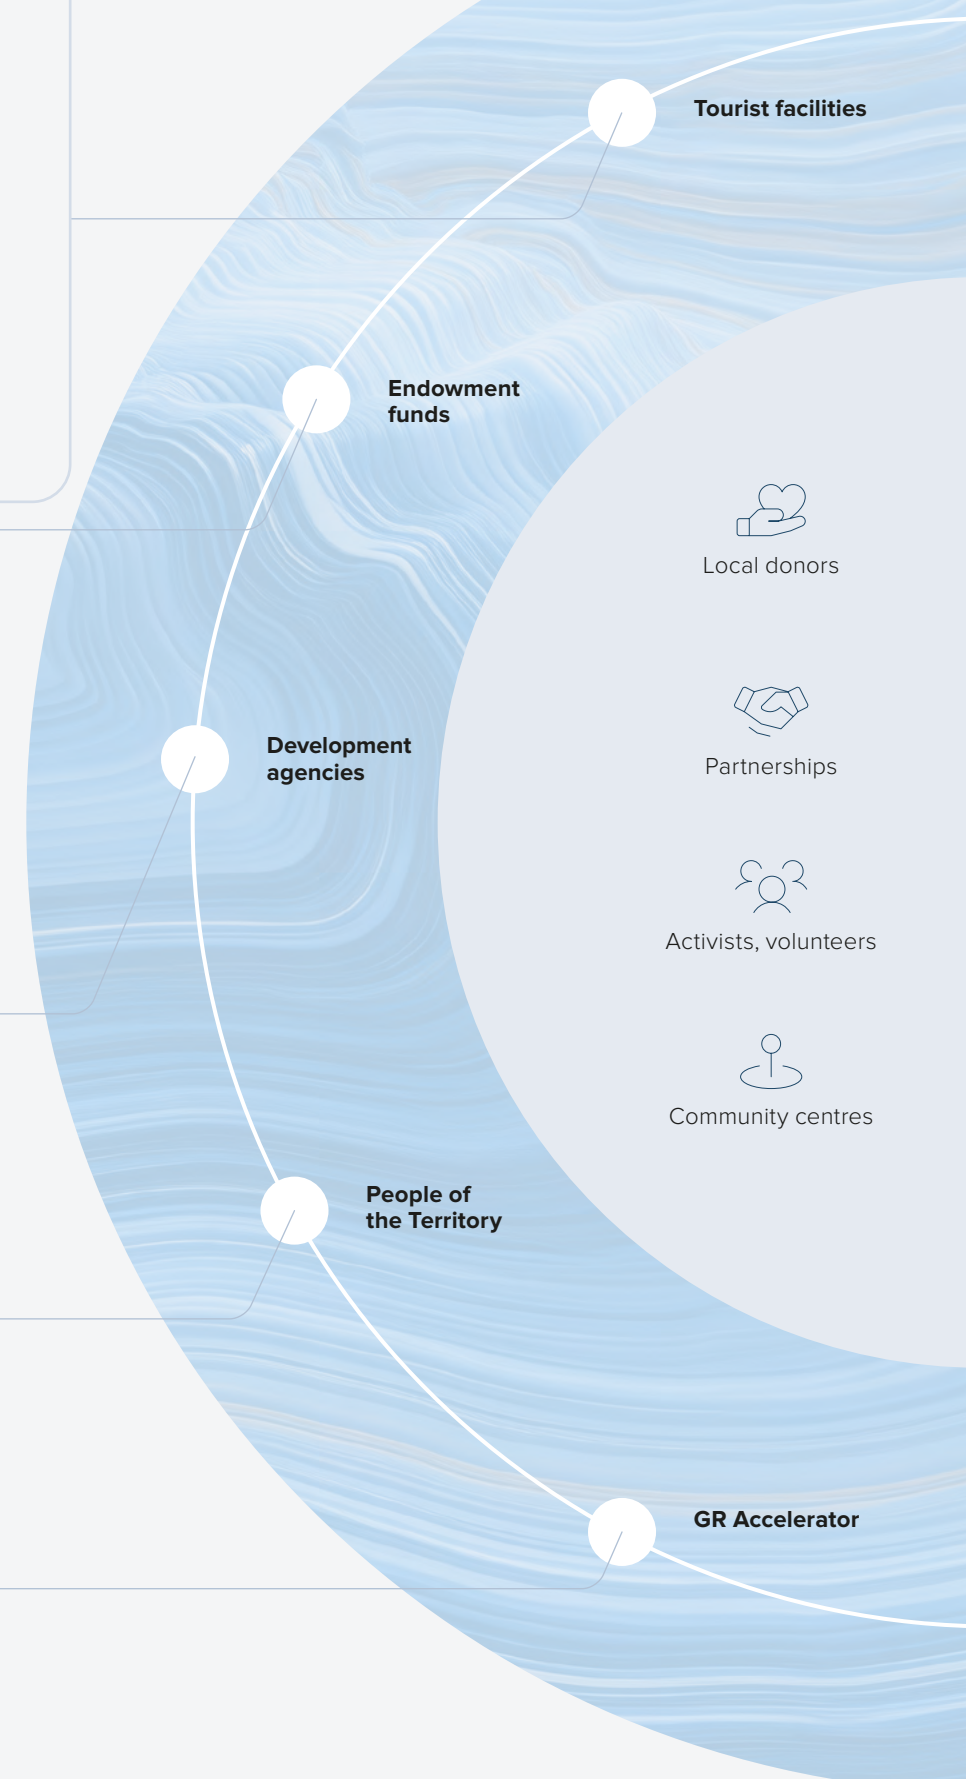 Tourist facilities
Endowment
funds
Local donors
Partnerships
Development
agencies
Activists, volunteers
Community centres
People of
the Territory
GR Accelerator